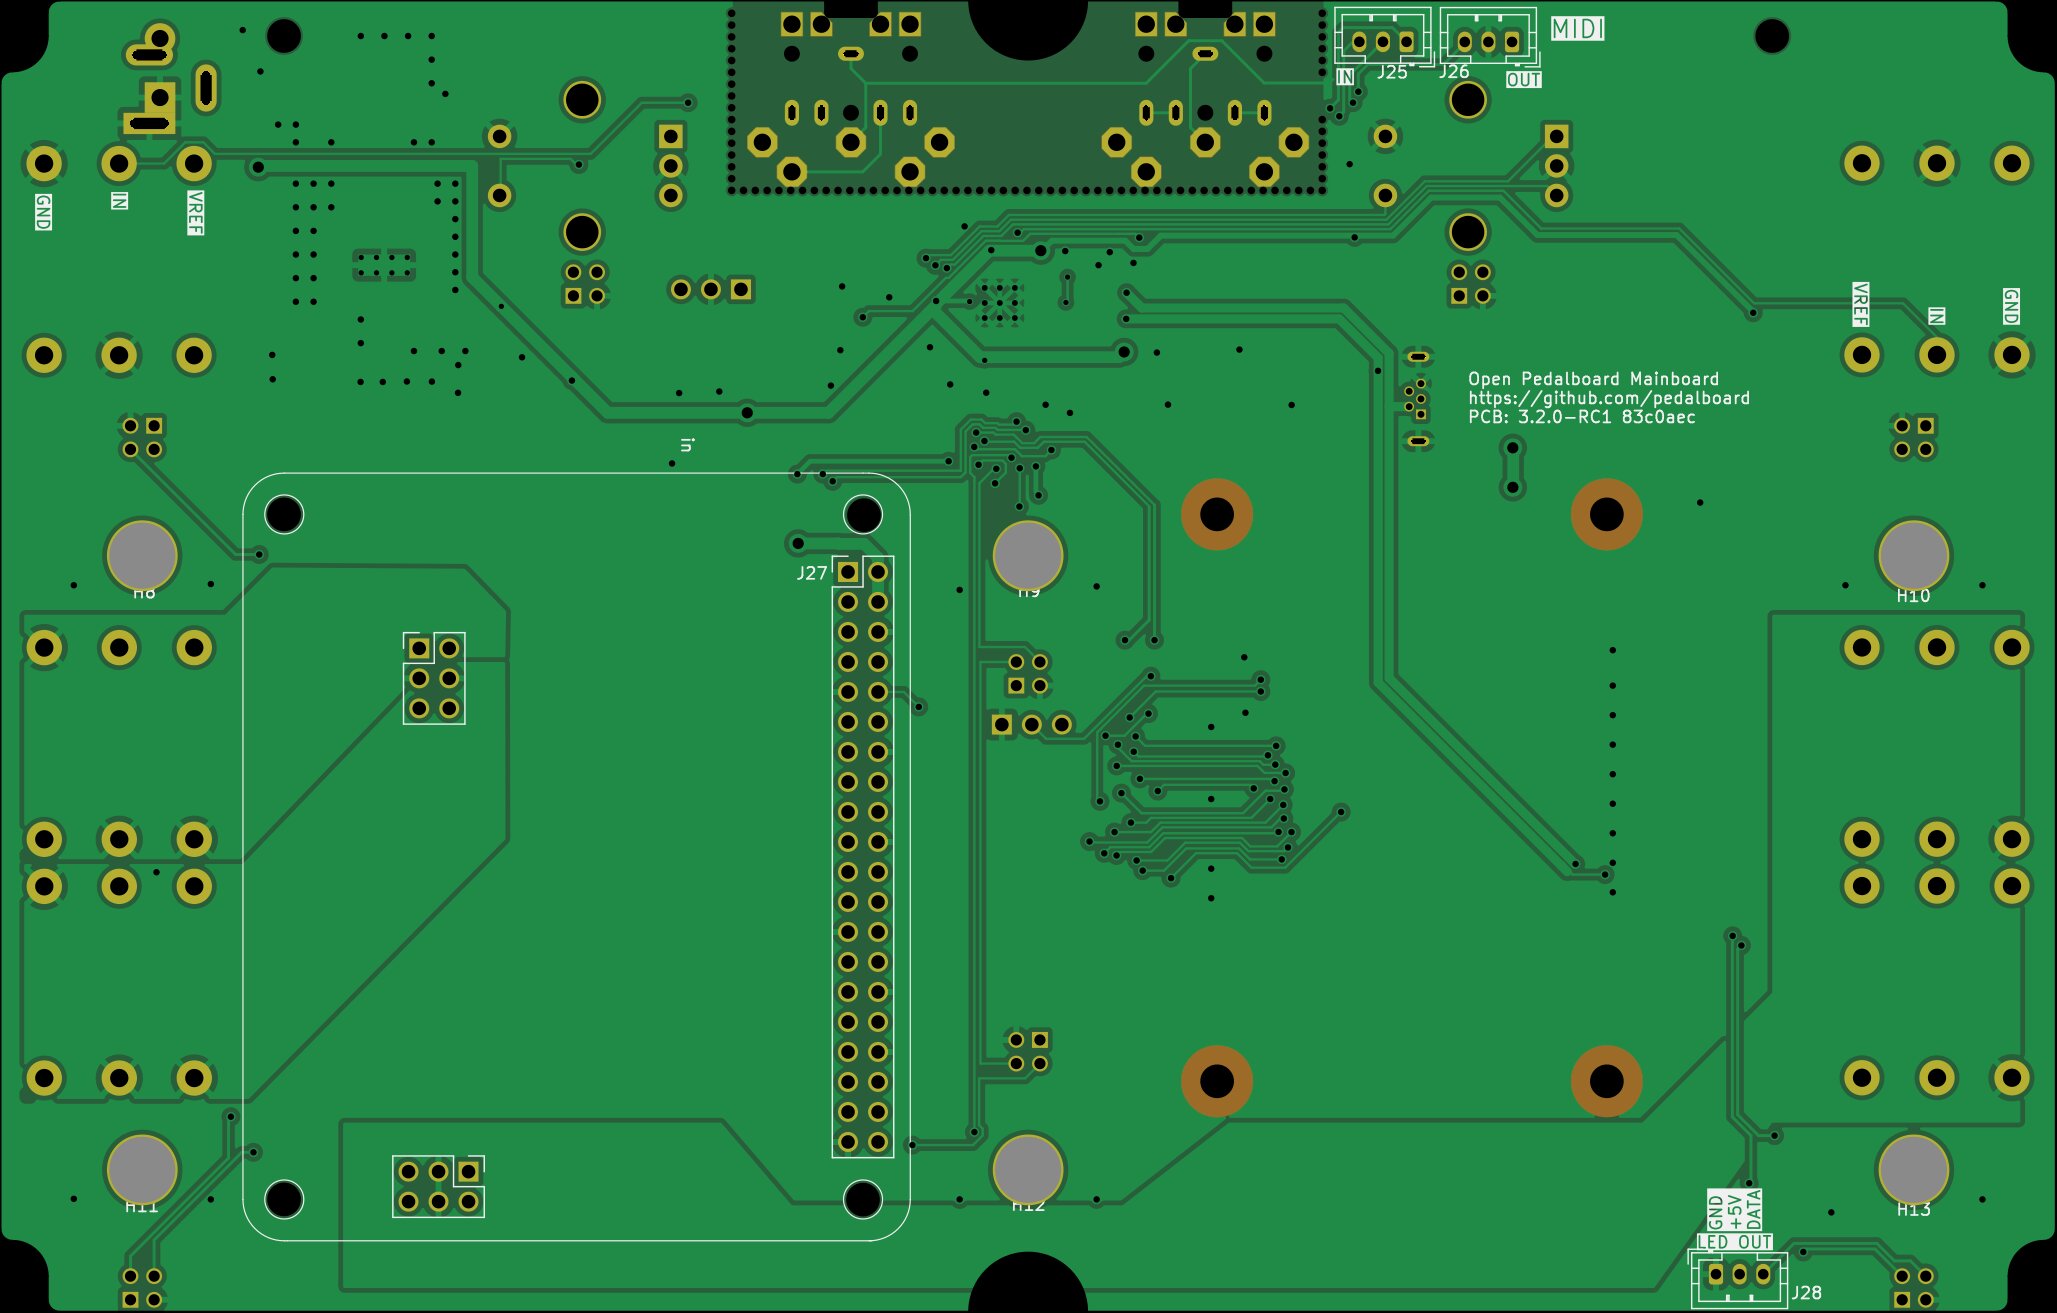 MIDI
J25
J26
IN
OUT
GND
IN
VREF
VREF
IN
GND
Open Pedalboard Mainboard
https://github.com/pedalboard
PCB: 3.2.0-RC1 83c0aec
in
J27
H8
H9
H10
H11
H12
H13
GND
+5V
DATA
LED OUT
J28